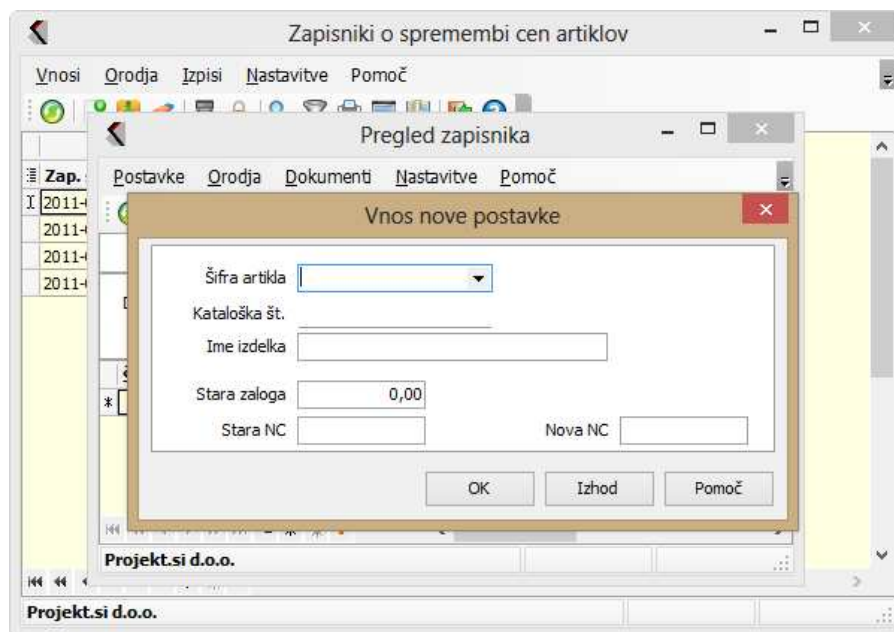 Zapisniki o spremembi cen artiklov
Vnosi Orodja Izpisi Nastavitve Pomoč
Pregled zapisnika
Zap.
Postavke Orodja Dokumenti Nastavitve Pomoč
2011-
2011-
2011-
2011-
Vnos nove postavke
Šifra artikla
Kataloška št.
Ime izdelka
Stara zaloga 0,00
Stara NC Nova NC
OK Izhod Pomoč
Projekt.si d.o.o.
Projekt.si d.o.o.